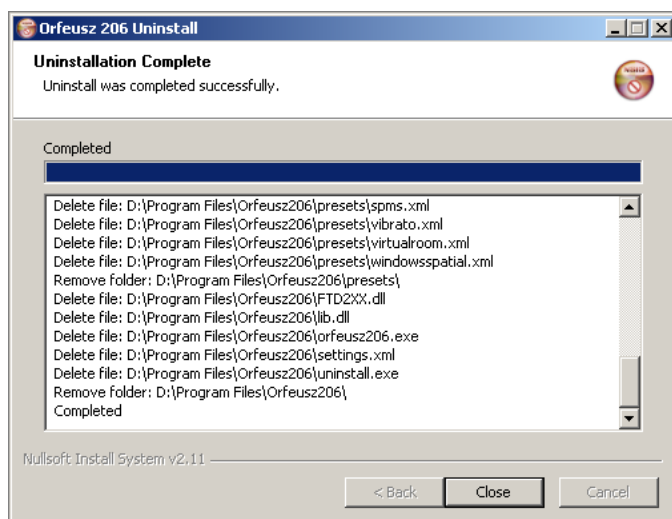 Orfeusz 206 Uninstall
Uninstallation Complete
Uninstall was completed successfully.
Completed
Delete file: D:\Program Files\Orfeusz206\presets\spms.xml
Delete file: D:\Program Files\Orfeusz206\presets\vibrato.xml
Delete file: D:\Program Files\Orfeusz206\presets\virtualroom.xml
Delete file: D:\Program Files\Orfeusz206\presets\windowsspatial.xml
Remove folder: D:\Program Files\Orfeusz206\presets\
Delete file: D:\Program Files\Orfeusz206\FTD2XX.dll
Delete file: D:\Program Files\Orfeusz206\lib.dll
Delete file: D:\Program Files\Orfeusz206\orfeusz206.exe
Delete file: D:\Program Files\Orfeusz206\settings.xml
Delete file: D:\Program Files\Orfeusz206\uninstall.exe
Remove folder: D:\Program Files\Orfeusz206\
Completed
Nullsoft Install System v2.11
< Back Close Cancel